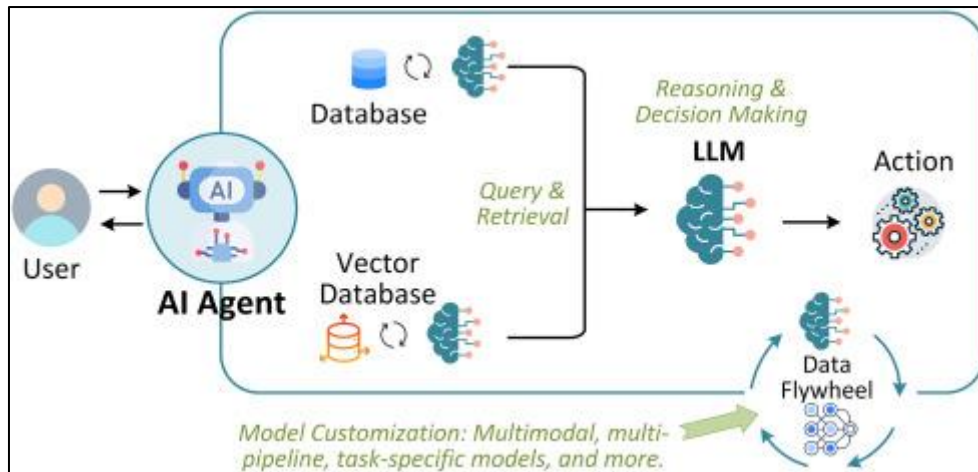 Database
Reasoning &
Decision Making
LLM
Action
AI
Query &
Retrieval
User
AI Agent
Vector
Database
Data
Flywheel
Model Customization: Multimodal, multi-
pipeline, task-specific models, and more.